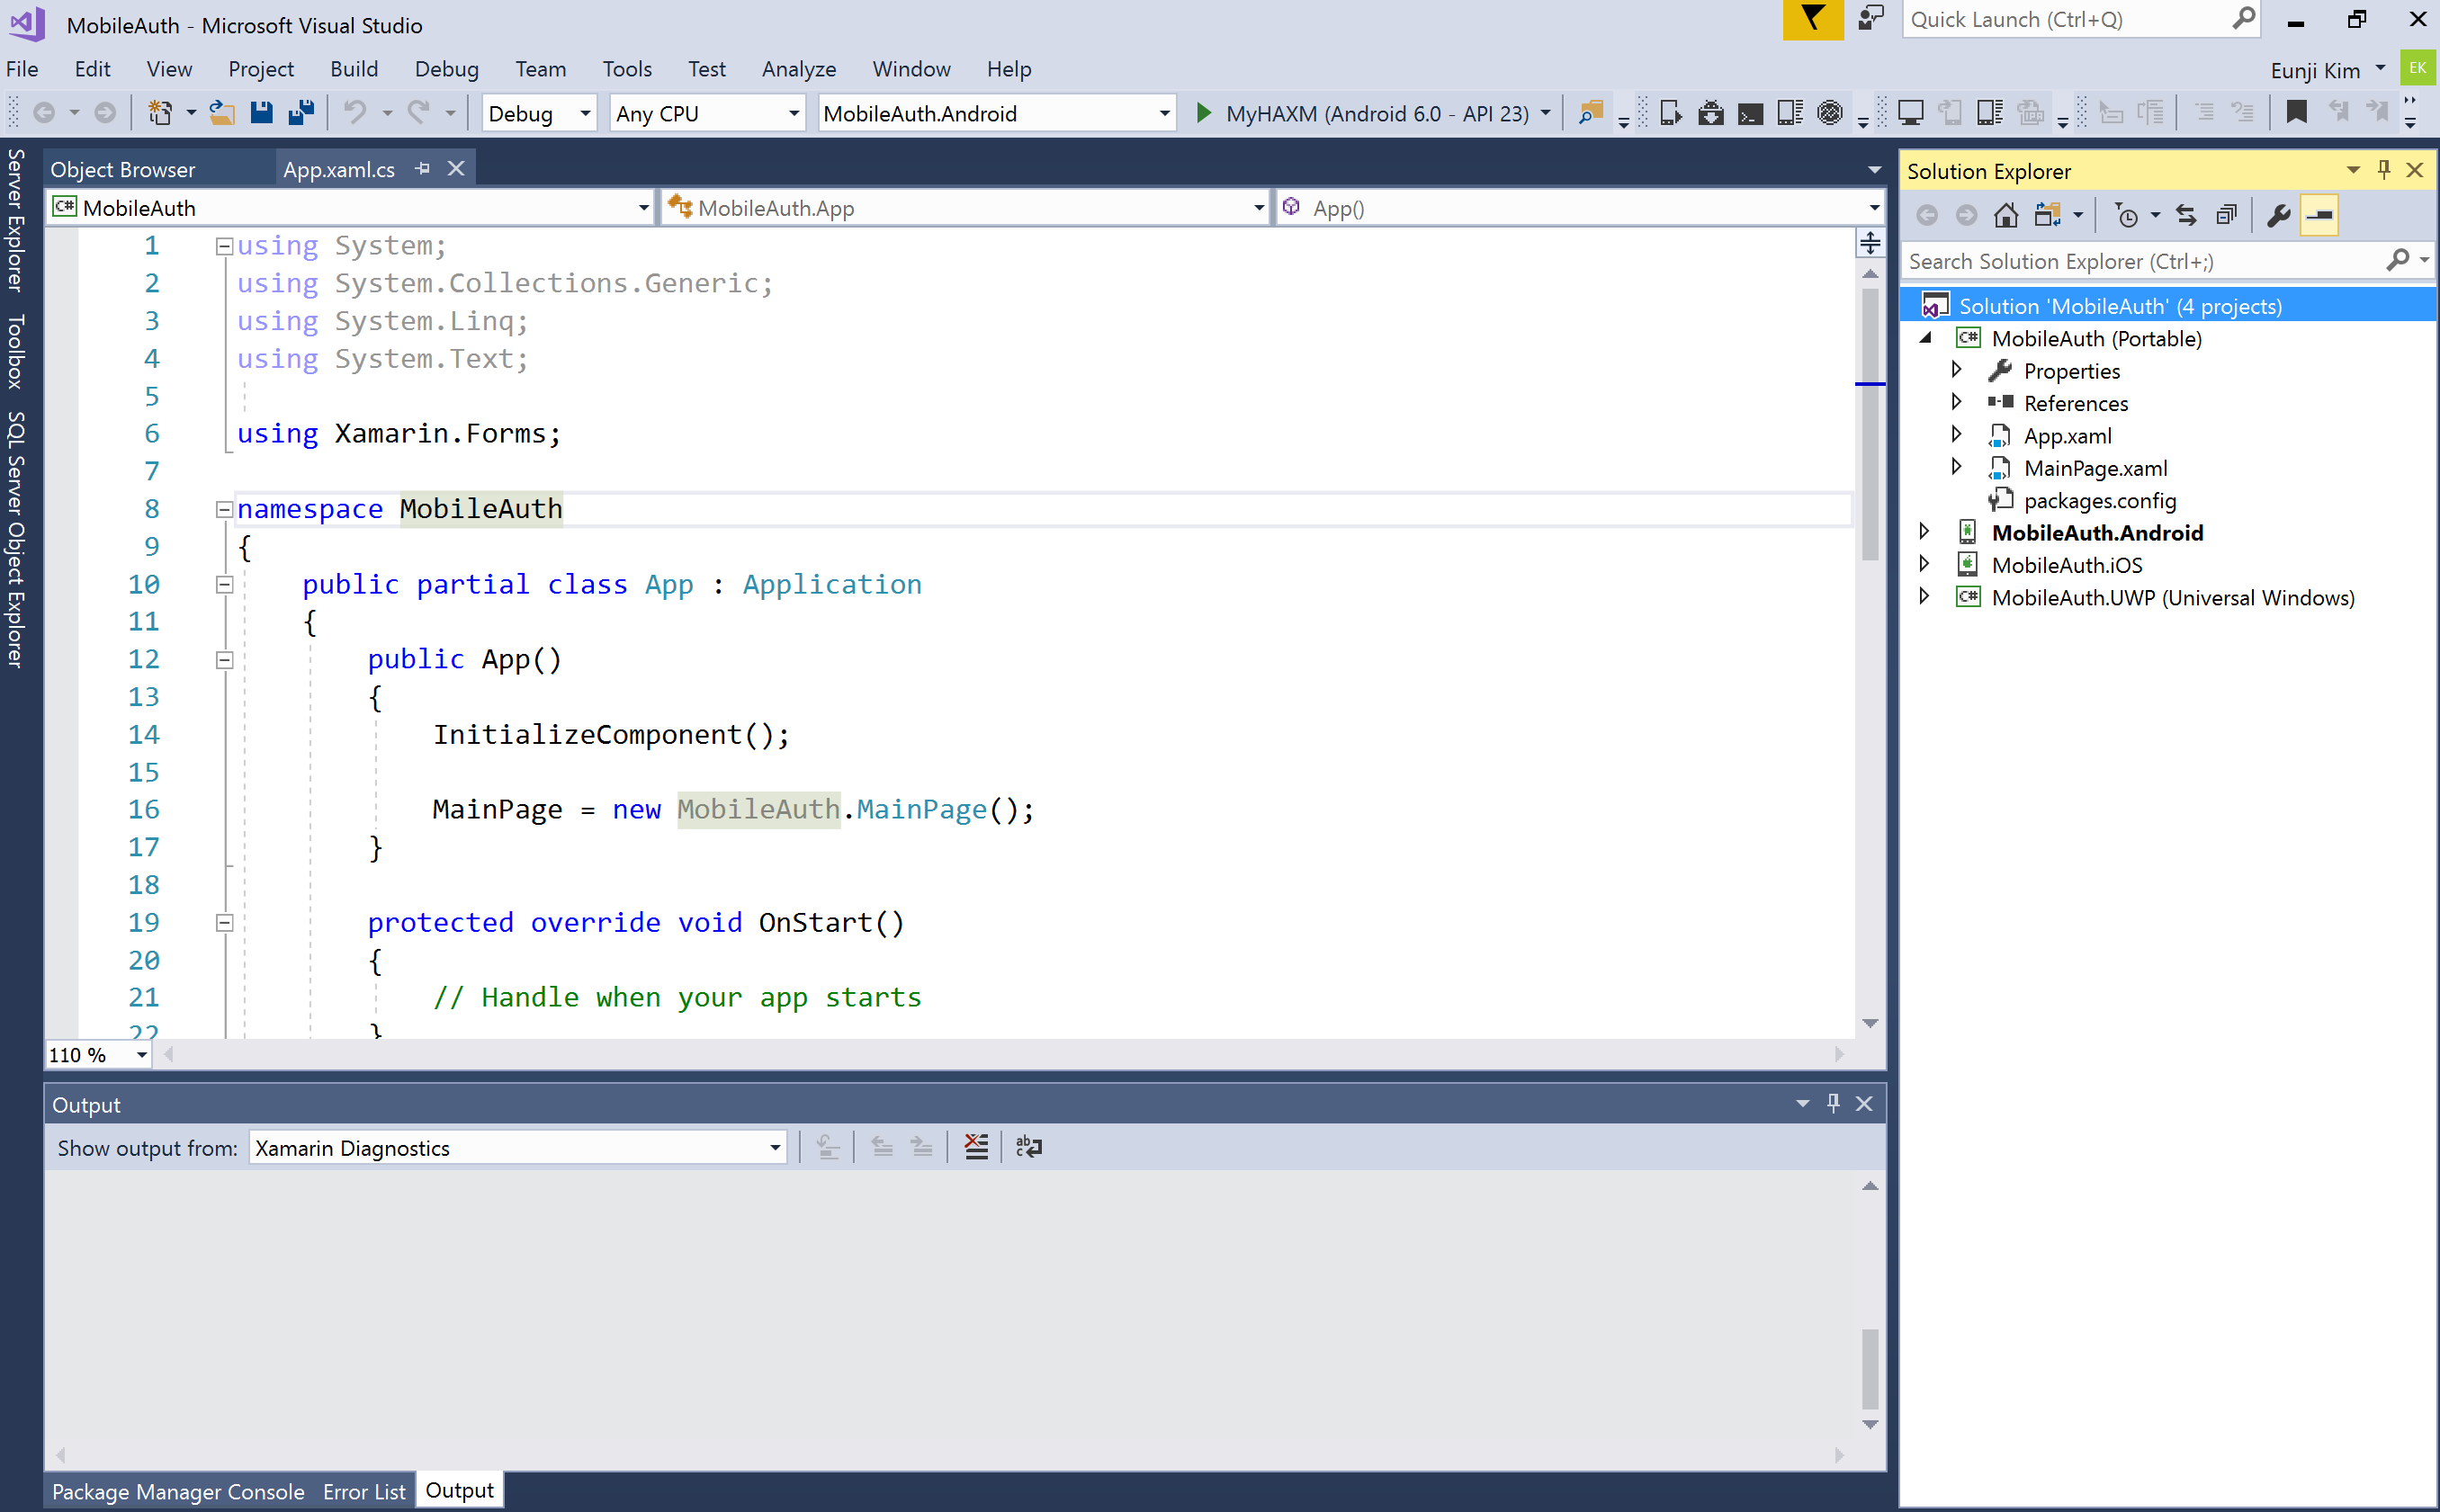 MobileAuth - Microsoft Visual Studio
Quick Launch (Ctrl+Q)
File Edit View Project Build Debug Team Tools Test Analyze Window Help
Eunji Kim EK
Debug Any CPU MobileAuth.Android MyHAXM (Android 6.0 - API 23)
Server Explorer
Toolbox
SQL Server Object Explorer
Object Browser App.xaml.cs
C# MobileAuth MobileAuth.App App()
1 using System;
2 using System.Collections.Generic;
3 using System.Linq;
4 using System.Text;
5
6 using Xamarin.Forms;
7
8 namespace MobileAuth
9 {
10 public partial class App : Application
11 {
12 public App()
13 {
14 InitializeComponent();
15
16 MainPage = new MobileAuth.MainPage();
17 }
18
19 protected override void OnStart()
20 {
21 // Handle when your app starts
22 }
110 %
Output
Show output from: Xamarin Diagnostics
Package Manager Console Error List Output
Solution Explorer
Search Solution Explorer (Ctrl+;)
Solution 'MobileAuth' (4 projects)
C# MobileAuth (Portable)
Properties
References
App.xaml
MainPage.xaml
packages.config
MobileAuth.Android
MobileAuth.iOS
C# MobileAuth.UWP (Universal Windows)